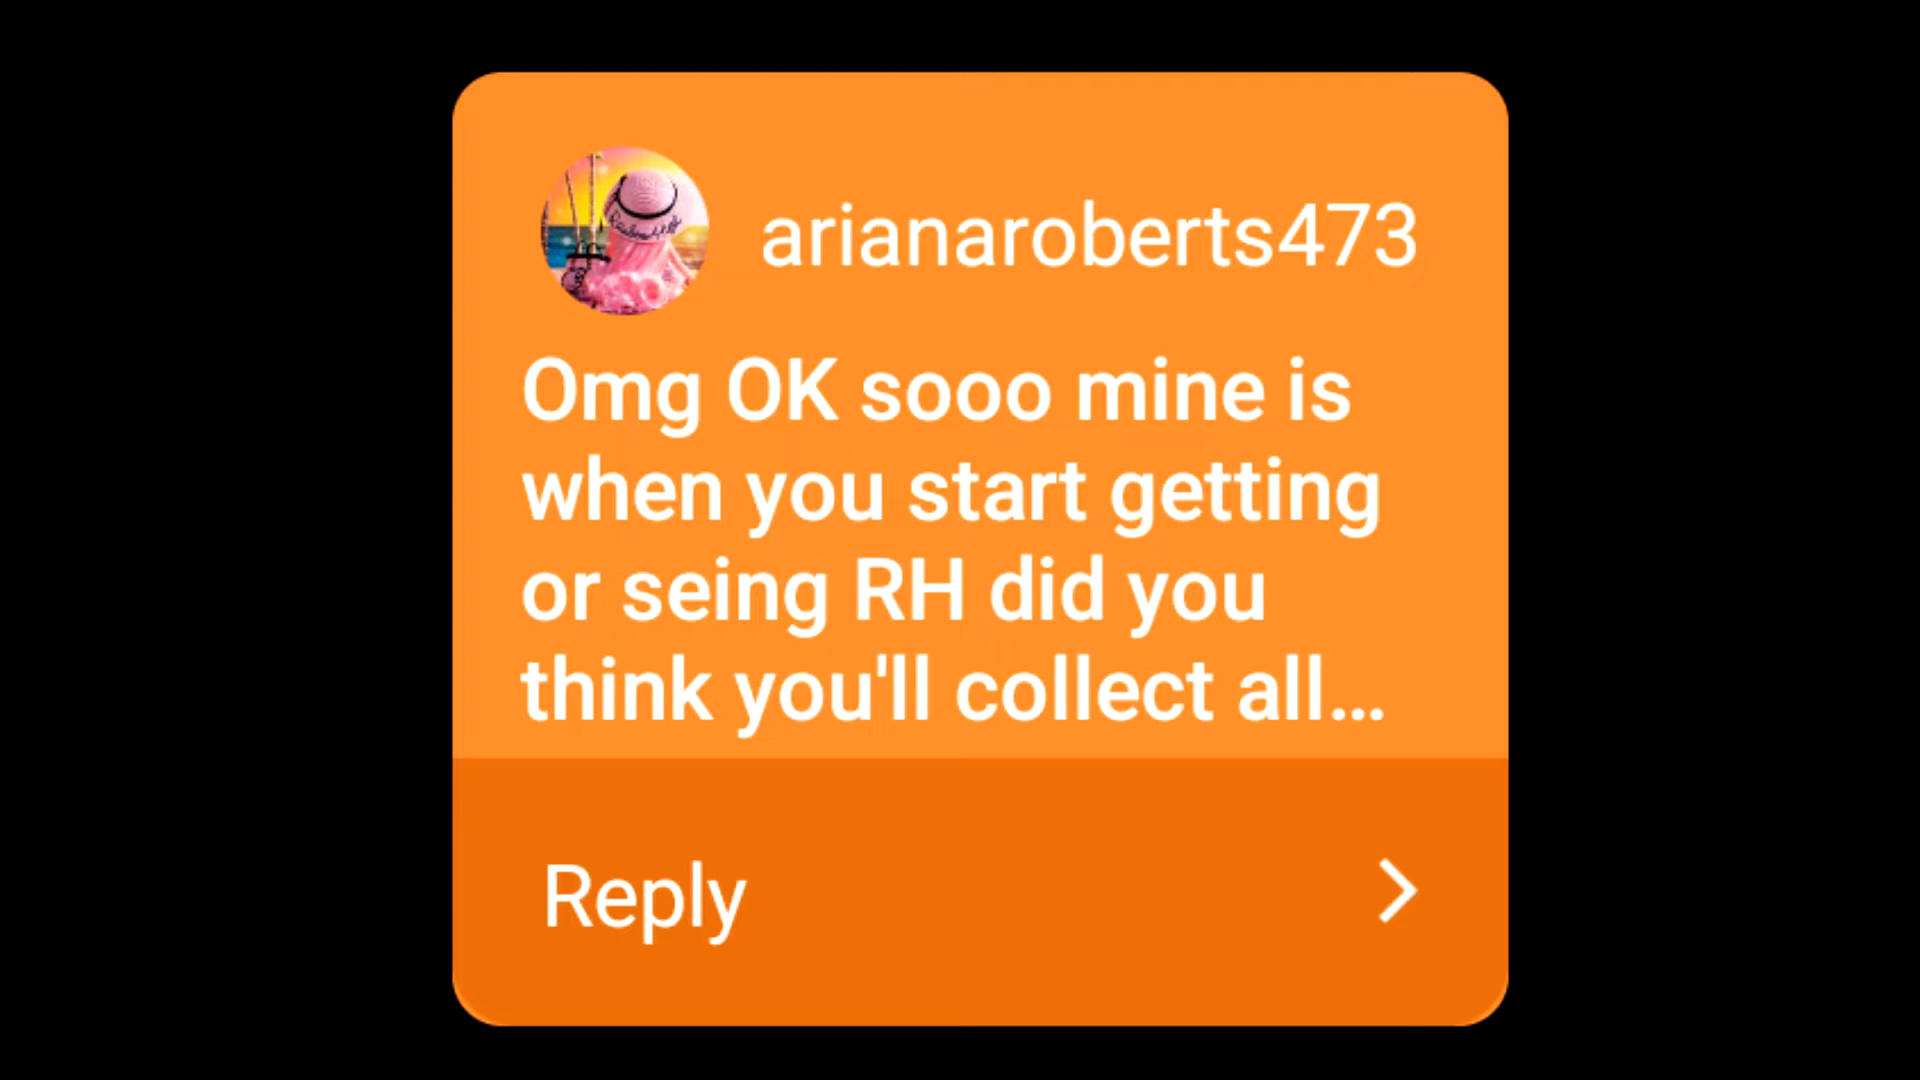 arianaroberts473
Omg OK sooo mine is
when you start getting
or seing RH did you
think you'll collect all...
Reply